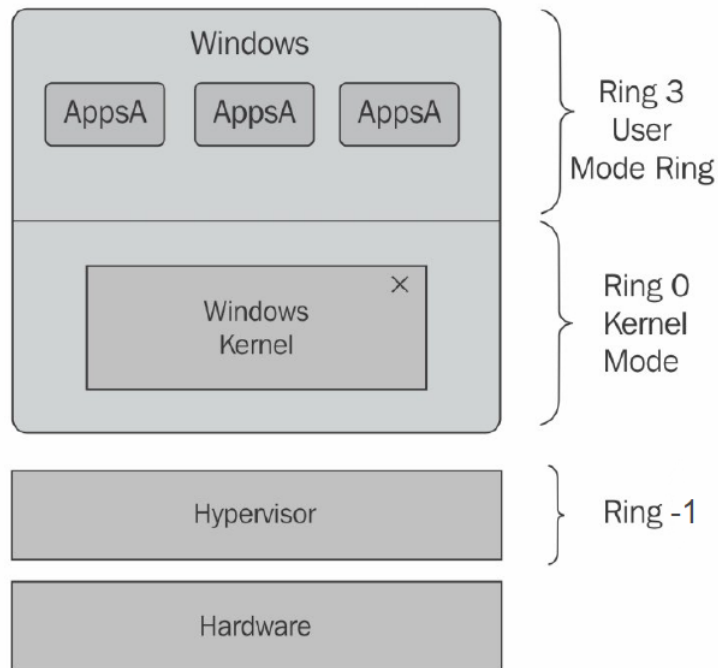 Windows
AppsA AppsA AppsA
Ring 3
User
Mode Ring
Windows
Kernel
Ring 0
Kernel
Mode
Hypervisor
Ring -1
Hardware